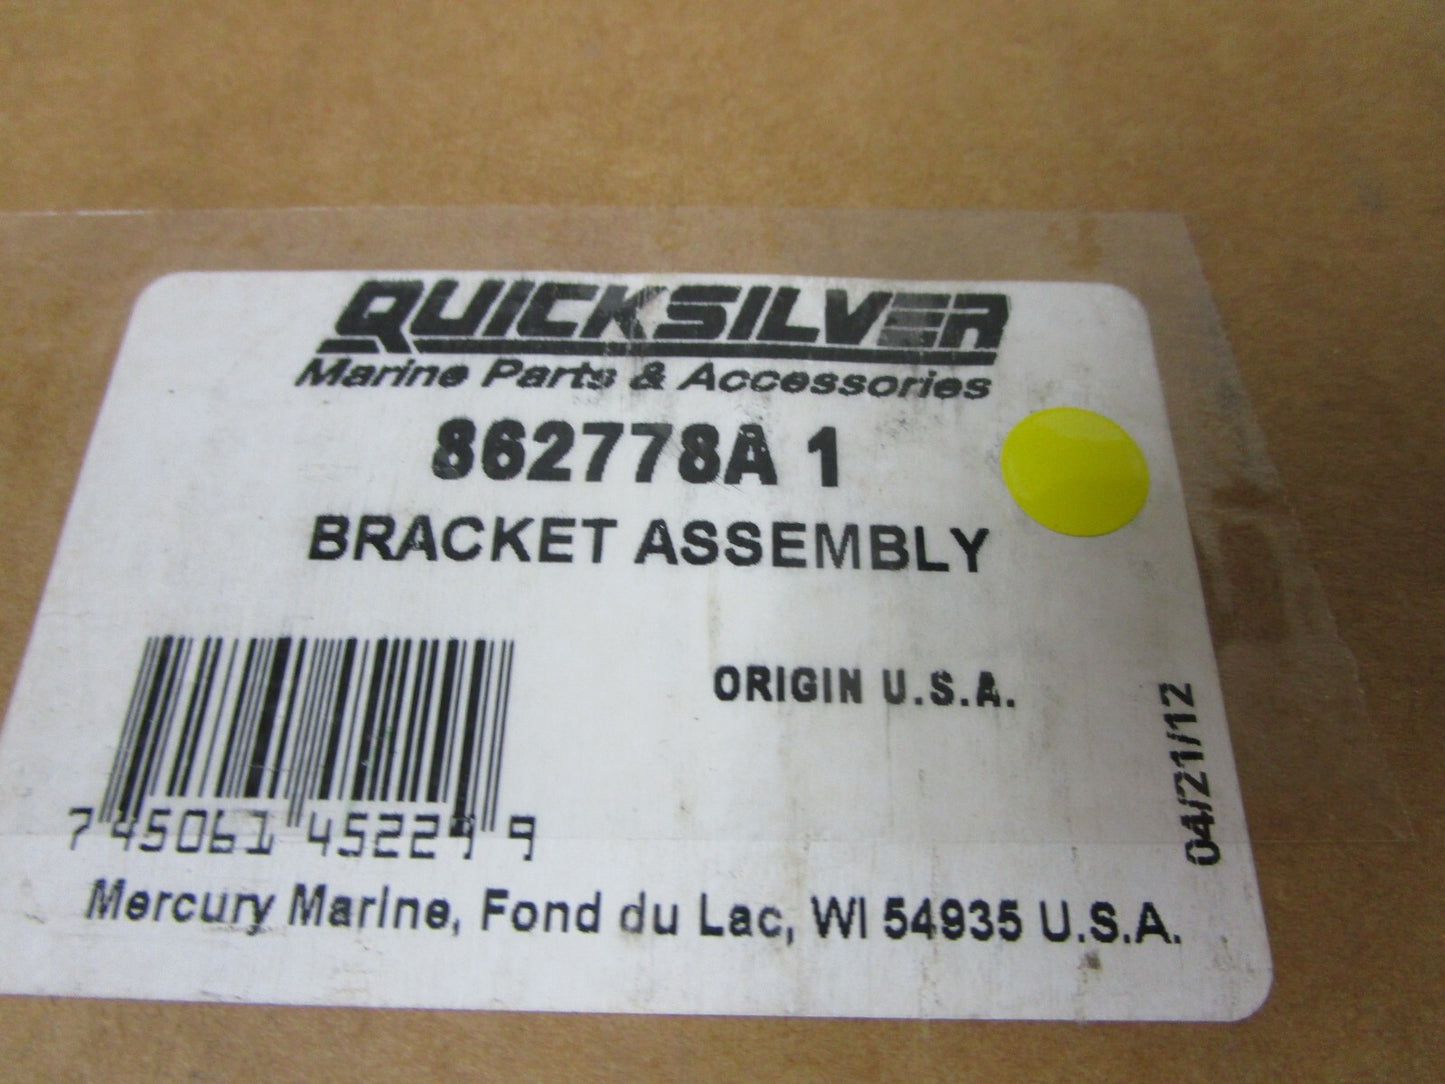 QUICKSILVER
Marine Parts & Accessories
862778A 1
BRACKET ASSEMBLY
ORIGIN U.S.A.
04/21/12
7 45061 45229 9
Mercury Marine, Fond du Lac, WI 54935 U.S.A.